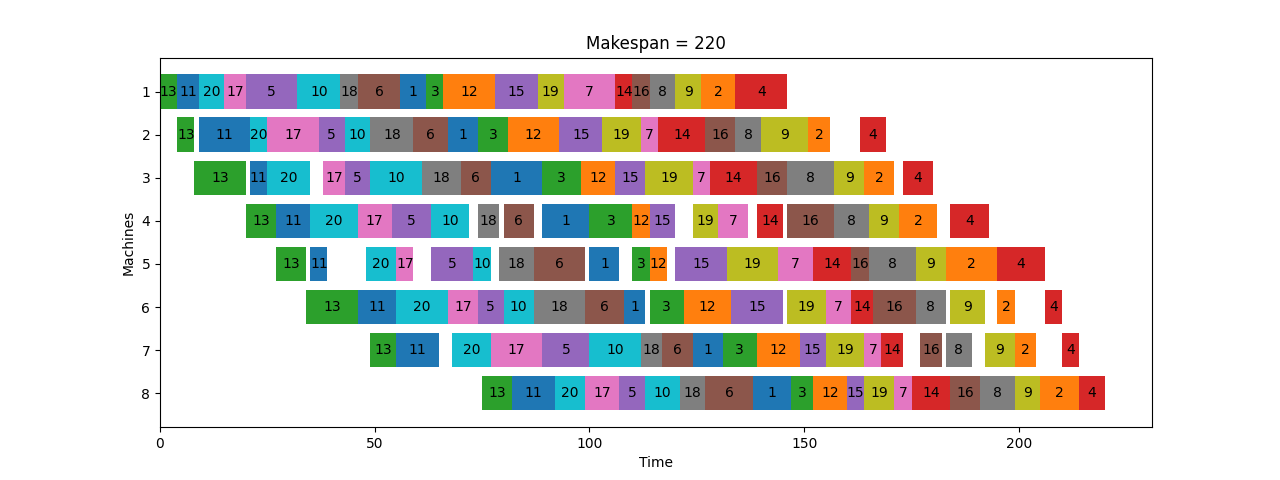 Makespan = 220
1 13 11 20 17 5 10 18 6 1 3 12 15 19 7 14 16 8 9 2 4
2 13 11 20 17 5 10 18 6 1 3 12 15 19 7 14 16 8 9 2 4
3 13 11 20 17 5 10 18 6 1 3 12 15 19 7 14 16 8 9 2 4
4 13 11 20 17 5 10 18 6 1 3 12 15 19 7 14 16 8 9 2 4
5 13 11 20 17 5 10 18 6 1 3 12 15 19 7 14 16 8 9 2 4
6 13 11 20 17 5 10 18 6 1 3 12 15 19 7 14 16 8 9 2 4
7 13 11 20 17 5 10 18 6 1 3 12 15 19 7 14 16 8 9 2 4
8 13 11 20 17 5 10 18 6 1 3 12 15 19 7 14 16 8 9 2 4
Machines
0 50 100 150 200
Time